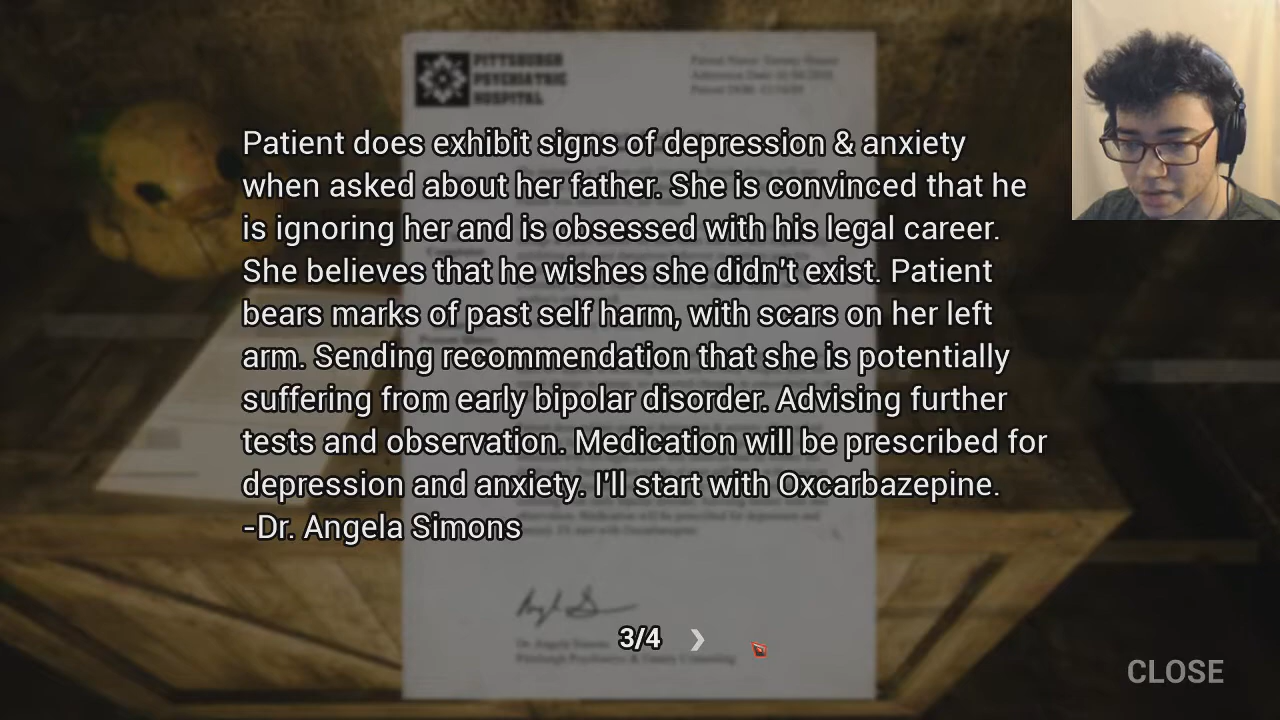 PITTSBURGH
PSYCHIATRIC
HOSPITAL
Patient does exhibit signs of depression & anxiety
when asked about her father. She is convinced that he
is ignoring her and is obsessed with his legal career.
She believes that he wishes she didn't exist. Patient
bears marks of past self harm, with scars on her left
arm. Sending recommendation that she is potentially
suffering from early bipolar disorder. Advising further
tests and observation. Medication will be prescribed for
depression and anxiety. I'll start with Oxcarbazepine.
-Dr. Angela Simons
3/4
Dr. Angela Simons
CLOSE